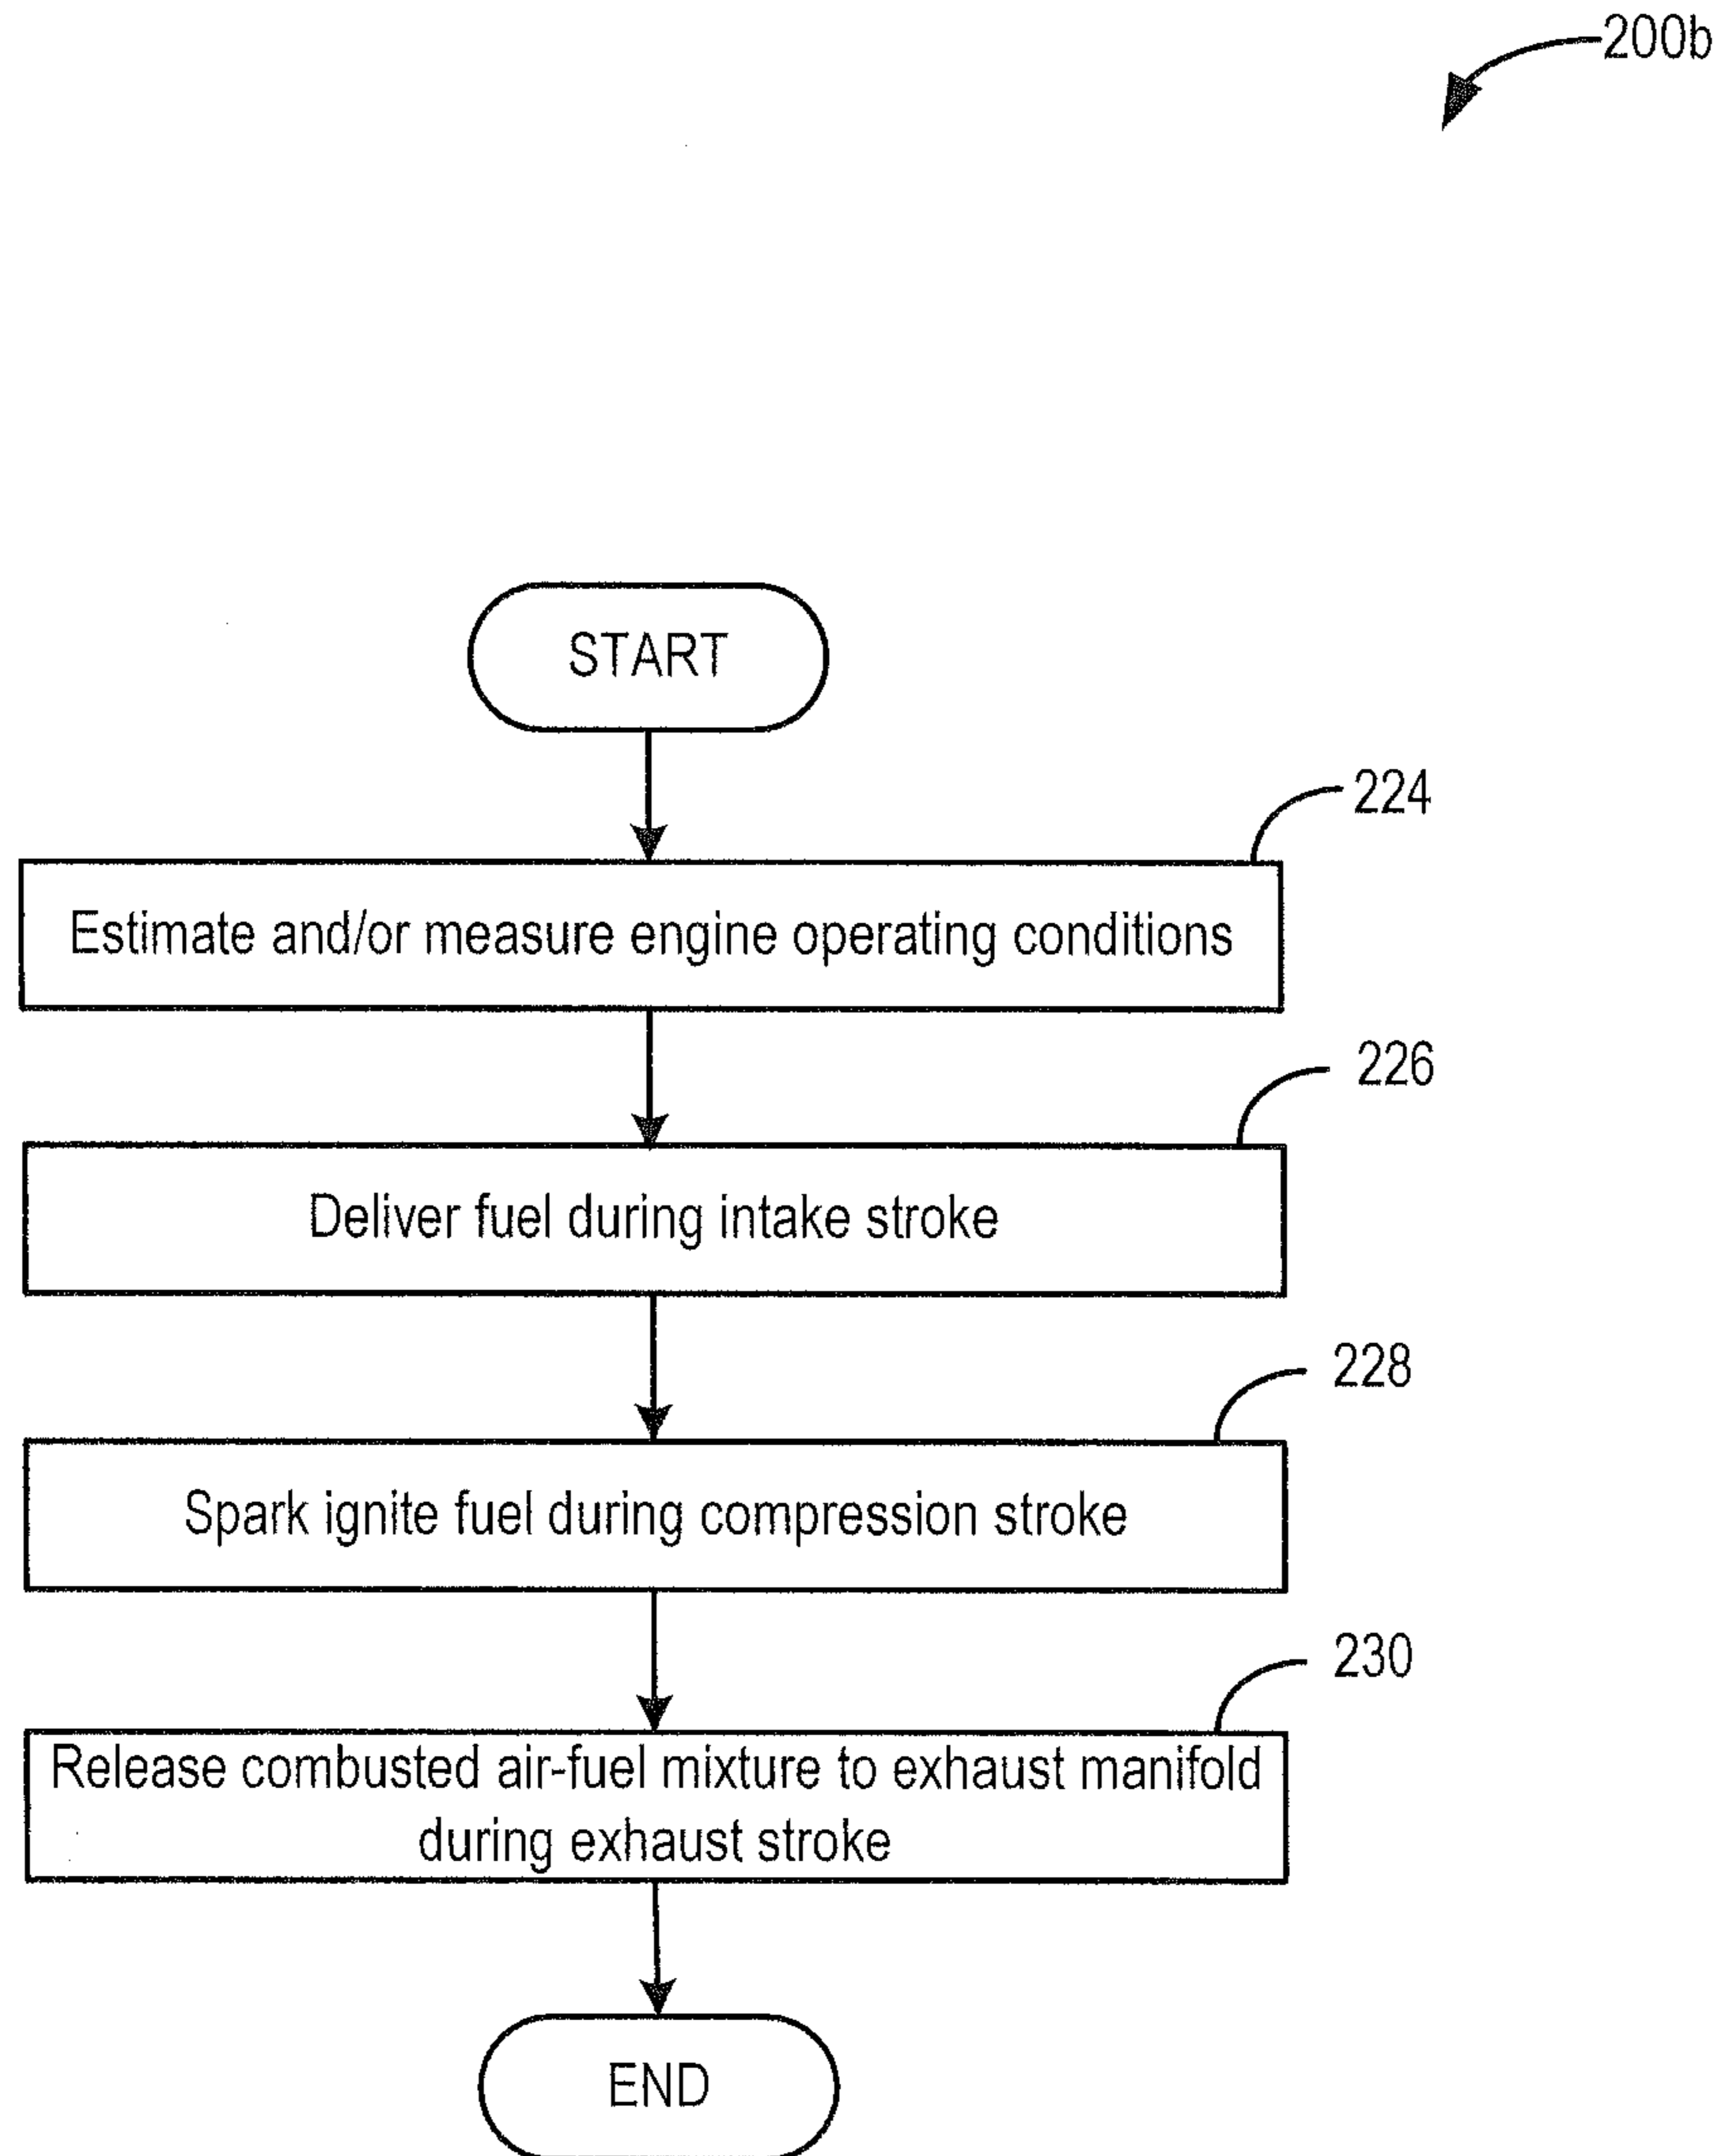 200b
START
224
Estimate and/or measure engine operating conditions
226
Deliver fuel during intake stroke
228
Spark ignite fuel during compression stroke
230
Release combusted air-fuel mixture to exhaust manifold
during exhaust stroke
END